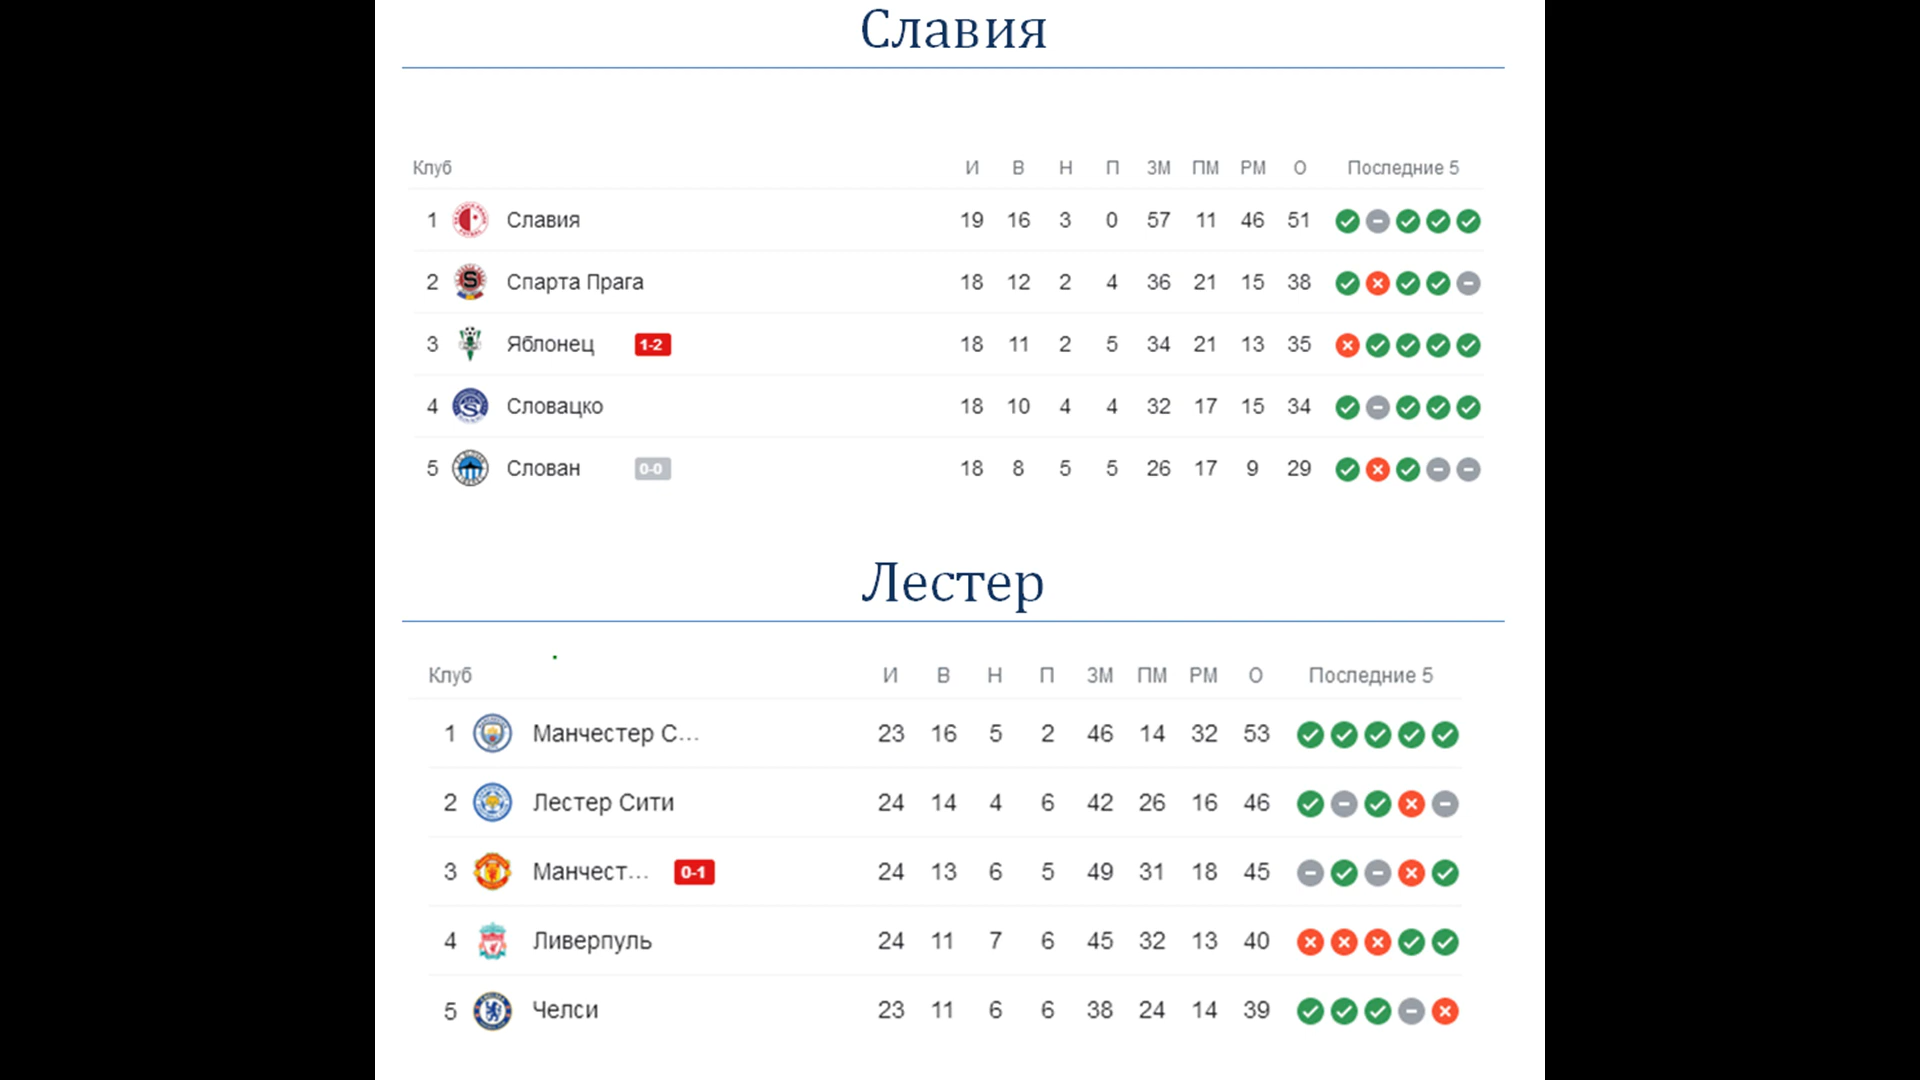 Славия
Клуб И В Н П ЗМ ПМ РМ О Последние 5
1 Славия 19 16 3 0 57 11 46 51
2 Спарта Прага 18 12 2 4 36 21 15 38
3 Яблонец 1-2 18 11 2 5 34 21 13 35
4 Словацко 18 10 4 4 32 17 15 34
5 Слован 0-0 18 8 5 5 26 17 9 29
Лестер
Клуб И В Н П ЗМ ПМ РМ О Последние 5
1 Манчестер С... 23 16 5 2 46 14 32 53
2 Лестер Сити 24 14 4 6 42 26 16 46
3 Манчест... 0-1 24 13 6 5 49 31 18 45
4 Ливерпуль 24 11 7 6 45 32 13 40
5 Челси 23 11 6 6 38 24 14 39